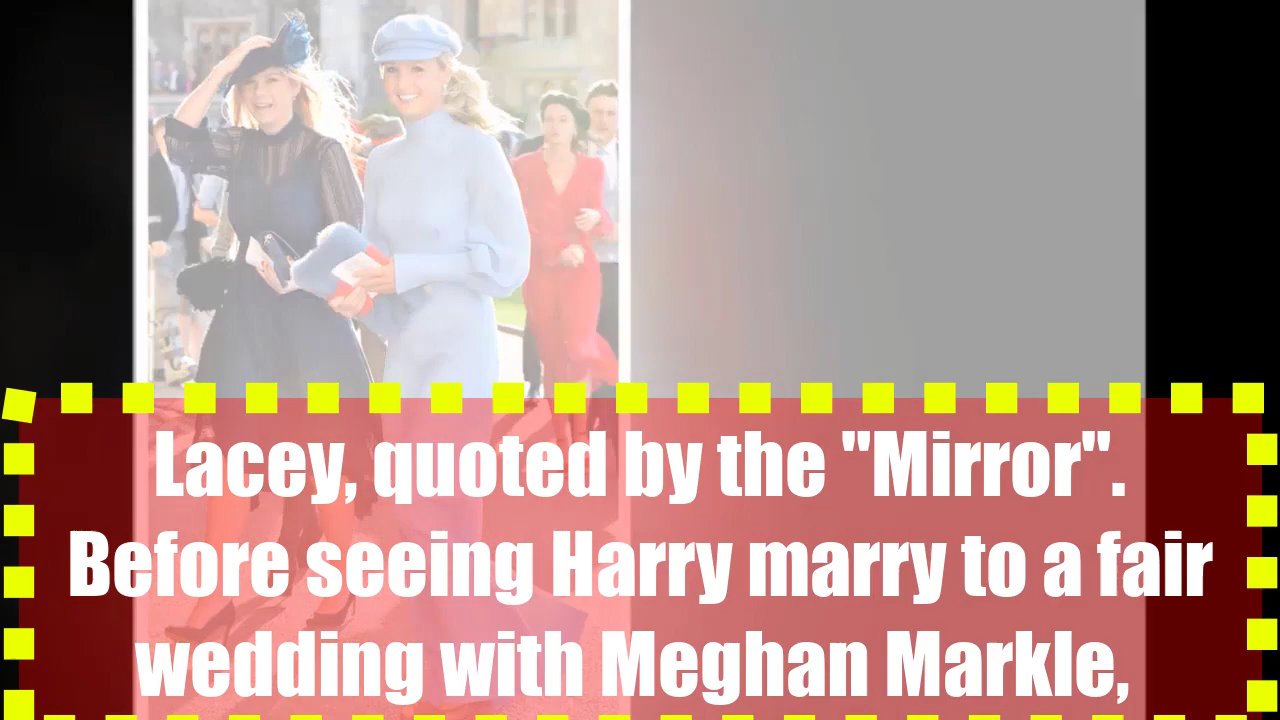 Lacey, quoted by the "Mirror".
Before seeing Harry marry to a fair
wedding with Meghan Markle,